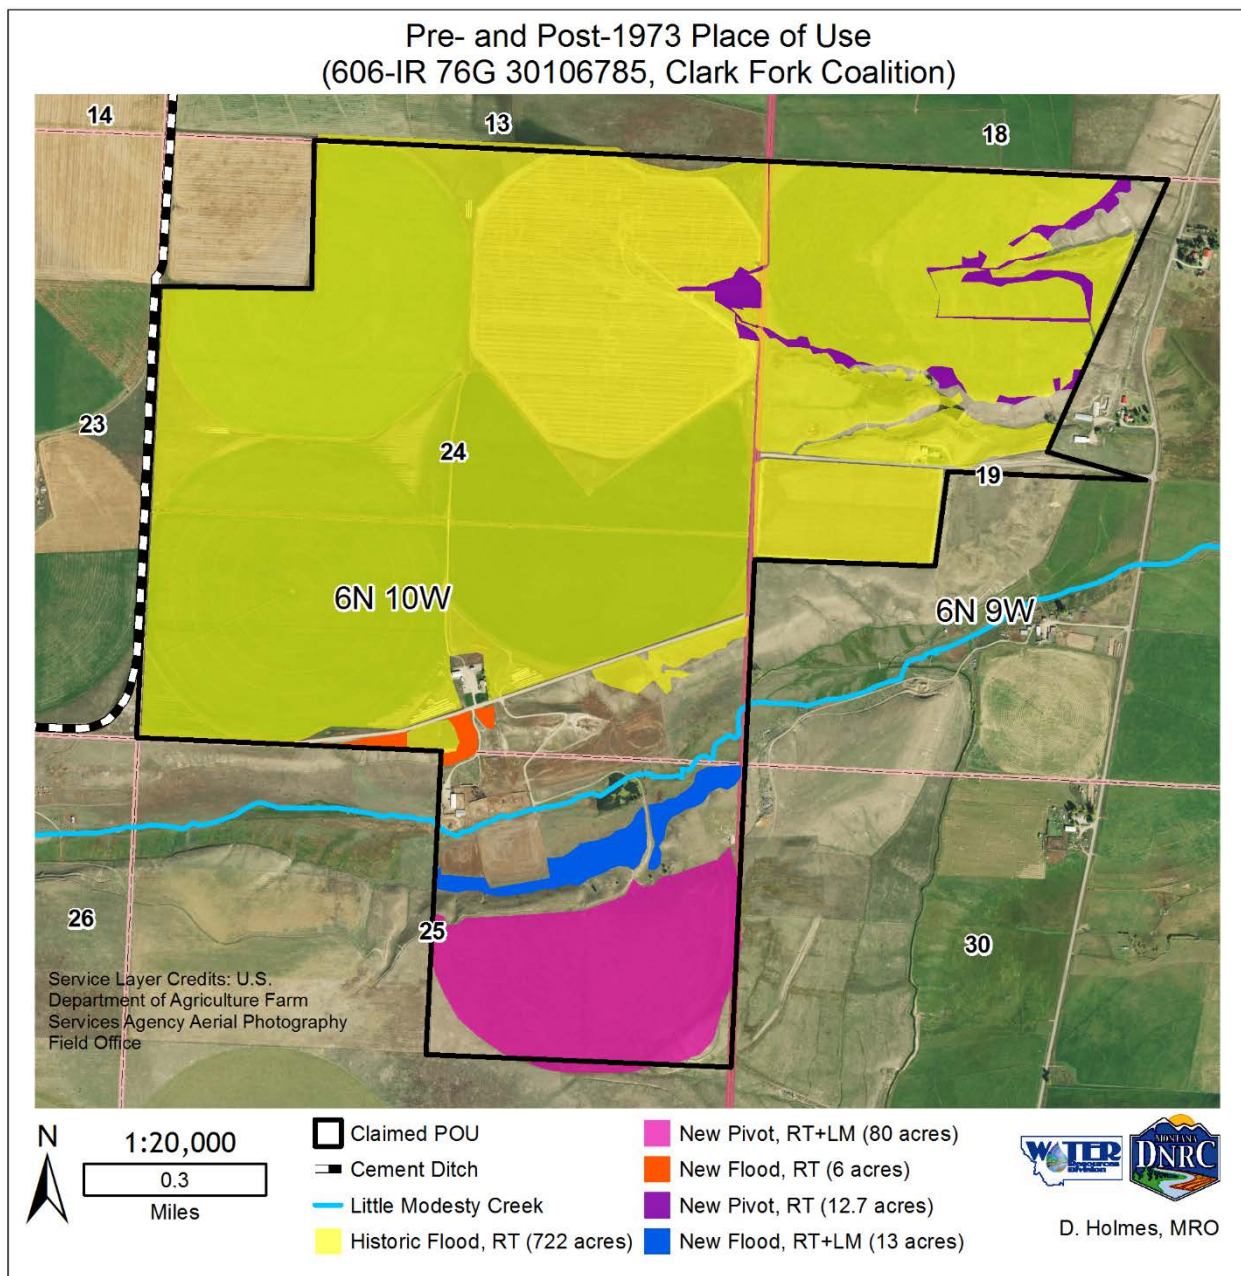 Pre- and Post-1973 Place of Use
(606-IR 76G 30106785, Clark Fork Coalition)
14
13
18
23
24
19
6N 10W
6N 9W
26
25
30
Service Layer Credits: U.S.
Department of Agriculture Farm
Services Agency Aerial Photography
Field Office
N
1:20,000
0.3
Miles
Claimed POU
Cement Ditch
Little Modesty Creek
Historic Flood, RT (722 acres)
New Pivot, RT+LM (80 acres)
New Flood, RT (6 acres)
New Pivot, RT (12.7 acres)
New Flood, RT+LM (13 acres)
WATER
Resources
Division
MONTANA
DNRC
D. Holmes, MRO